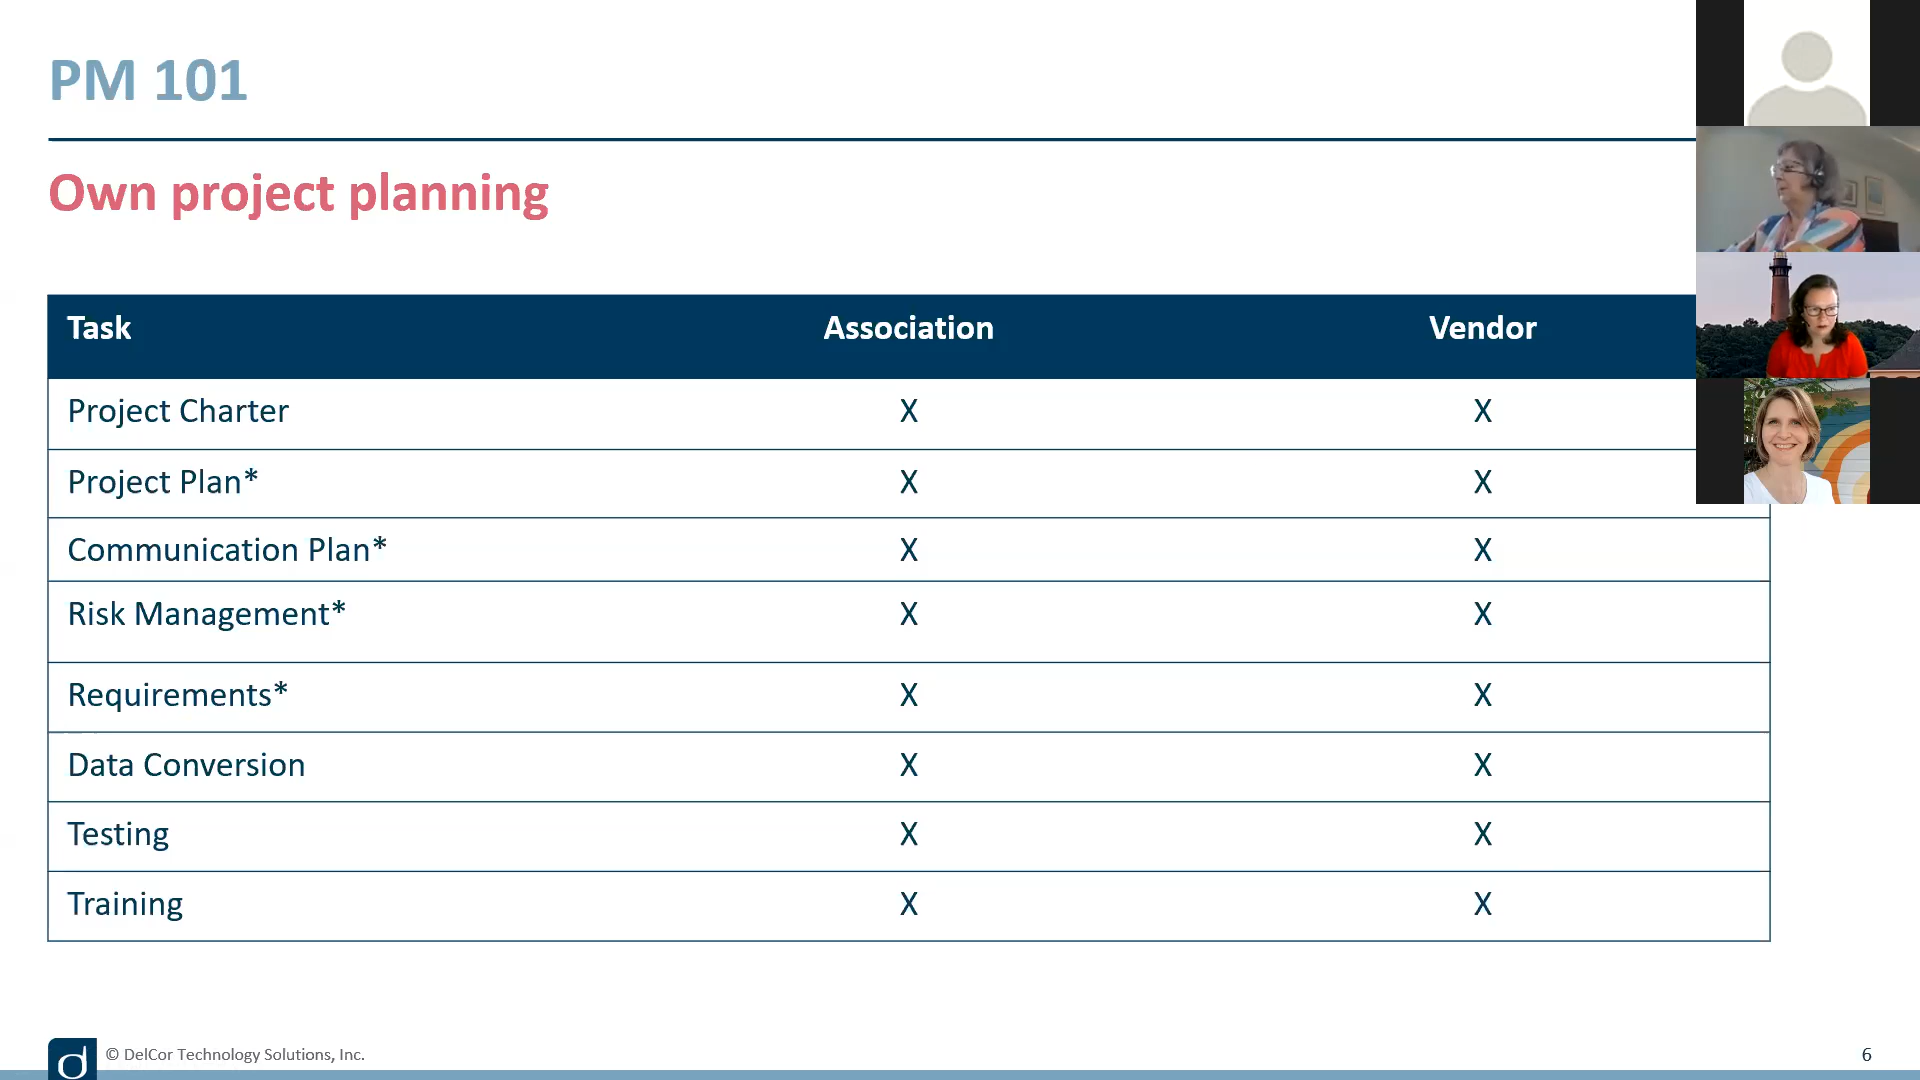 PM 101
Own project planning
Task Association Vendor
Project Charter X X
Project Plan* X X
Communication Plan* X X
Risk Management* X X
Requirements* X X
Data Conversion X X
Testing X X
Training X X
d © DelCor Technology Solutions, Inc. 6